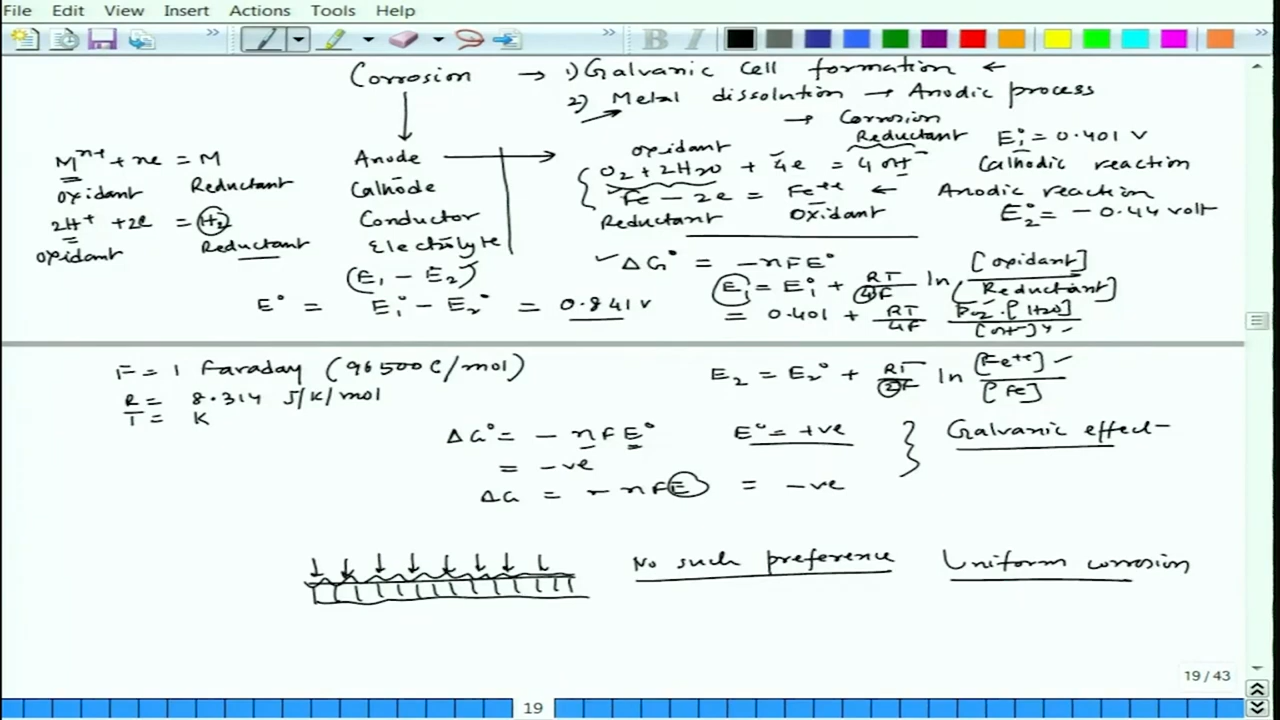 File Edit View Insert Actions Tools Help
Corrosion → 1) Galvanic cell formation ←
2) Metal dissolution → Anodic process
→ Corrosion
Mⁿ⁺ + ne = M
oxidant Reductant
2H⁺ + 2e = H₂
oxidant Reductant
Anode →
Cathode
Conductor
Electrolyte
oxidant Reductant E₁° = 0.401 V
O₂ + 2H₂O + 4e = 4OH⁻ Cathodic reaction
Fe - 2e = Fe⁺⁺ ← Anodic reaction
Reductant Oxidant E₂° = - 0.44 volt
(E₁ - E₂)
E° = E₁° - E₂° = 0.841 V
✓ ΔG° = -nFE°
E₁ = E₁° + RT/4F ln [oxidant]/[Reductant]
= 0.401 + RT/4F pO₂ · [H₂O]/[OH⁻]⁴
F = 1 Faraday (96500 C/mol)
R = 8.314 J/K/mol
T = K
E₂ = E₂° + RT/2F ln [Fe⁺⁺]/[Fe]
ΔG° = - nFE° E° = +ve } Galvanic effect
= -ve
ΔG = - nFE = -ve
No such preference Uniform corrosion
19/43
19